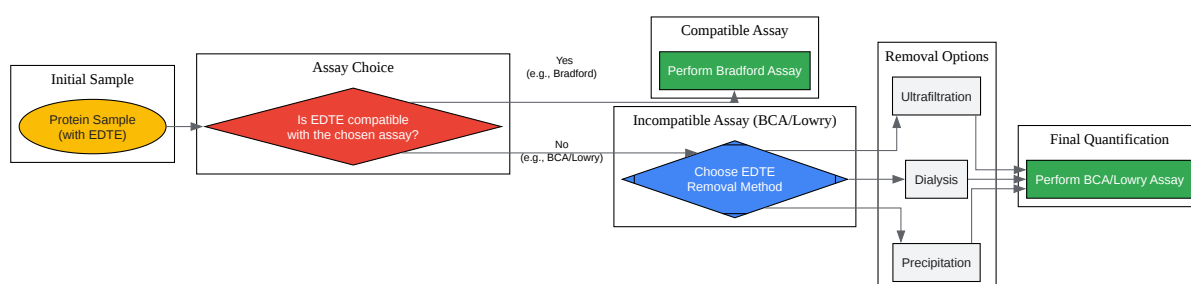 Initial Sample
Protein Sample
(with EDTE)
Assay Choice
Is EDTE compatible
with the chosen assay?
Yes
(e.g., Bradford)
No
(e.g., BCA/Lowry)
Compatible Assay
Perform Bradford Assay
Incompatible Assay (BCA/Lowry)
Choose EDTE
Removal Method
Removal Options
Ultrafiltration
Dialysis
Precipitation
Final Quantification
Perform BCA/Lowry Assay